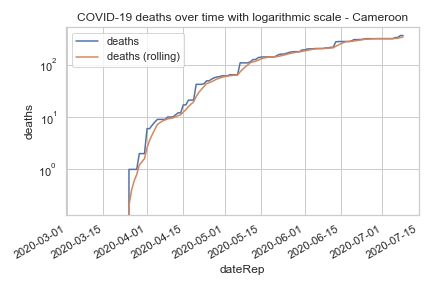 COVID-19 deaths over time with logarithmic scale - Cameroon
deaths
deaths (rolling)
10²
10¹
10⁰
deaths
2020-03-01
2020-03-15
2020-04-01
2020-04-15
2020-05-01
2020-05-15
2020-06-01
2020-06-15
2020-07-01
2020-07-15
dateRep